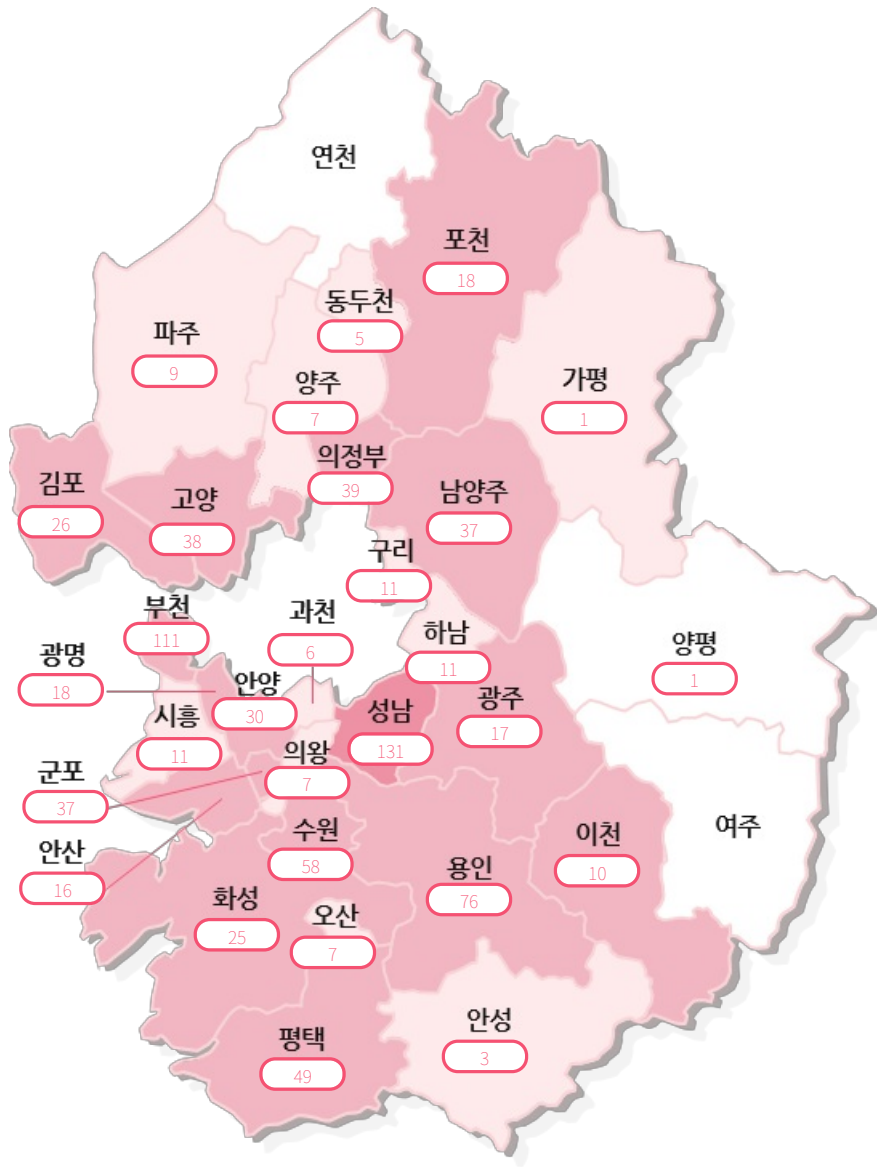 연천
포천
18
동두천
5
파주
9
양주
7
가평
1
의정부
39
김포
26
고양
38
남양주
37
구리
11
부천
111
과천
6
하남
11
광명
18
안양
30
양평
1
시흥
11
성남
131
광주
17
의왕
7
군포
37
수원
58
이천
10
여주
안산
16
화성
25
오산
7
용인
76
안성
3
평택
49